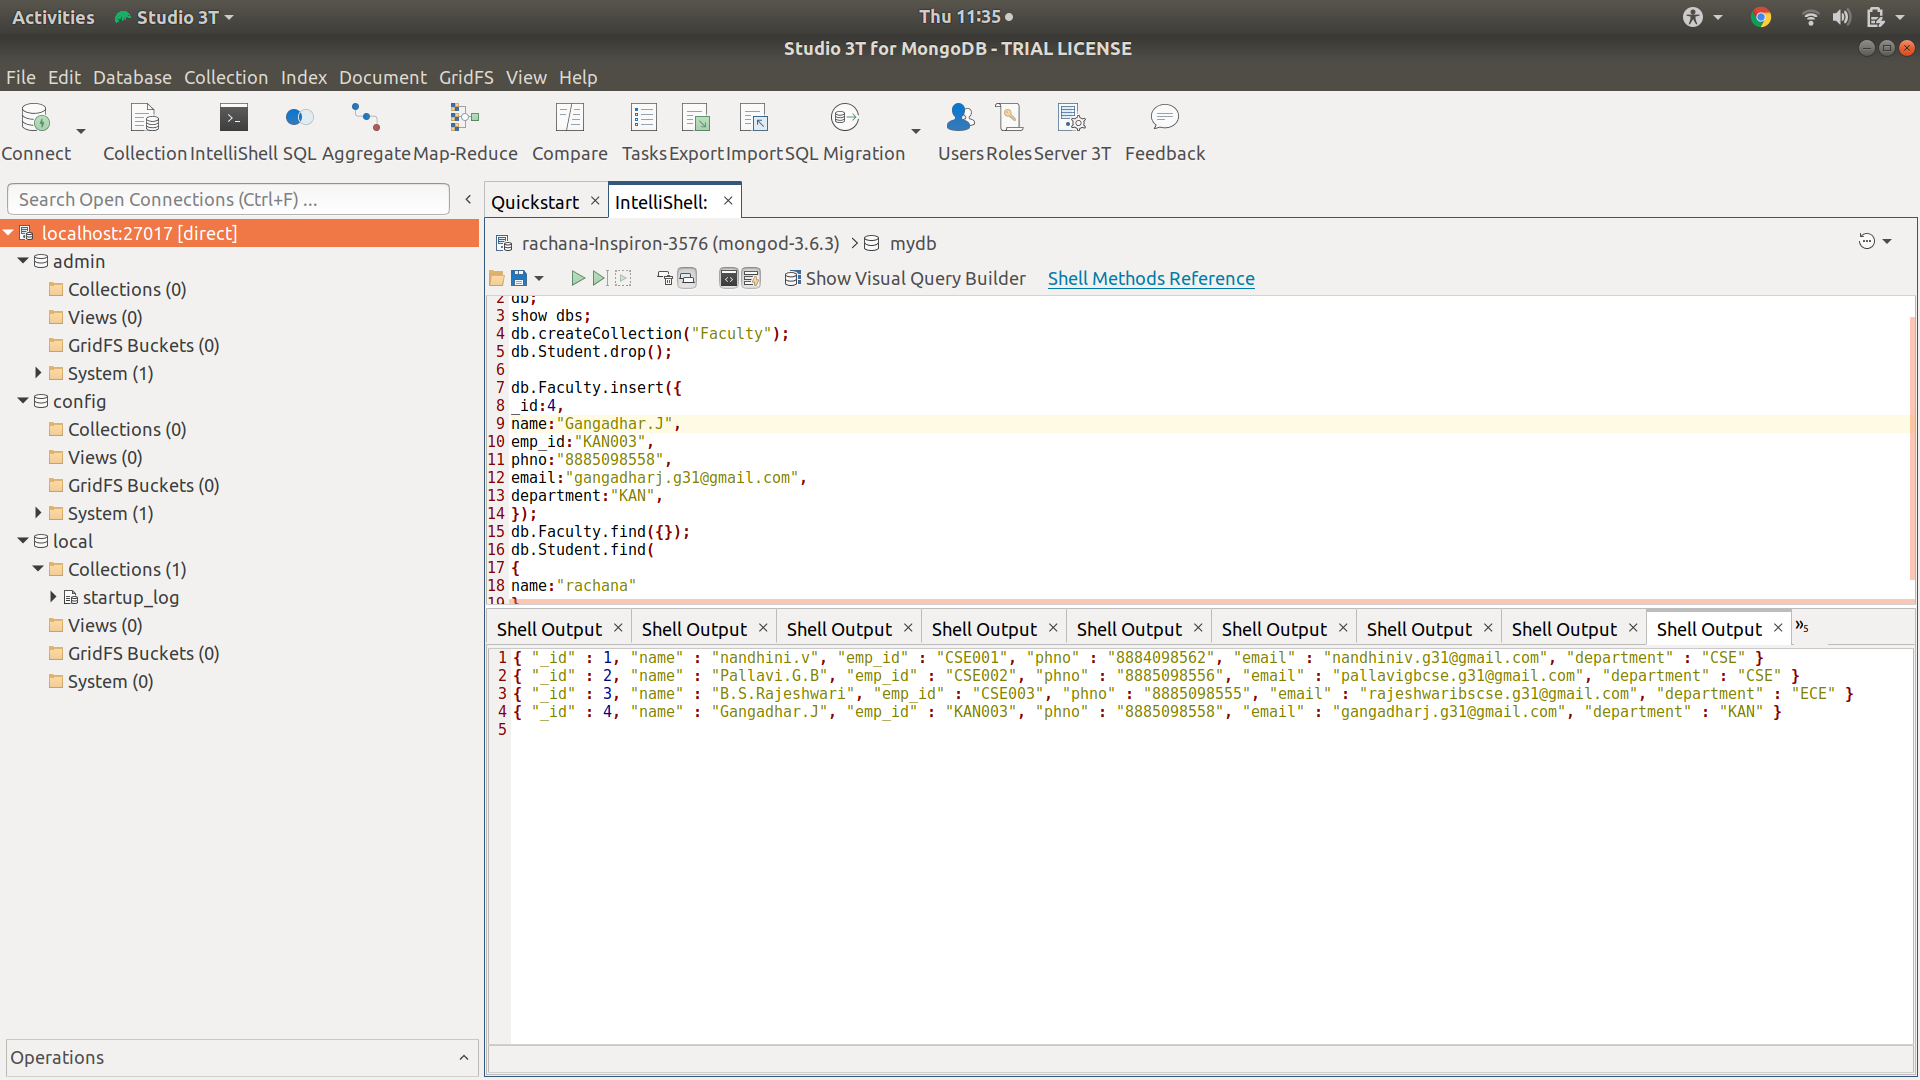 Activities Studio 3T Thu 11:35
Studio 3T for MongoDB - TRIAL LICENSE
File Edit Database Collection Index Document GridFS View Help
Connect Collection IntelliShell SQL Aggregate Map-Reduce Compare Tasks Export Import SQL Migration Users Roles Server 3T Feedback
Search Open Connections (Ctrl+F) ...
localhost:27017 [direct]
admin
Collections (0)
Views (0)
GridFS Buckets (0)
System (1)
config
Collections (0)
Views (0)
GridFS Buckets (0)
System (1)
local
Collections (1)
startup_log
Views (0)
GridFS Buckets (0)
System (0)
Operations
Quickstart IntelliShell:
rachana-Inspiron-3576 (mongod-3.6.3) mydb
Show Visual Query Builder Shell Methods Reference
2 db;
3 show dbs;
4 db.createCollection("Faculty");
5 db.Student.drop();
6
7 db.Faculty.insert({
8 _id:4,
9 name:"Gangadhar.J",
10 emp_id:"KAN003",
11 phno:"8885098558",
12 email:"gangadharj.g31@gmail.com",
13 department:"KAN",
14 });
15 db.Faculty.find({});
16 db.Student.find(
17 {
18 name:"rachana"
19 }
Shell Output Shell Output Shell Output Shell Output Shell Output Shell Output Shell Output Shell Output Shell Output »5
1 { "_id" : 1, "name" : "nandhini.v", "emp_id" : "CSE001", "phno" : "8884098562", "email" : "nandhiniv.g31@gmail.com", "department" : "CSE" }
2 { "_id" : 2, "name" : "Pallavi.G.B", "emp_id" : "CSE002", "phno" : "8885098556", "email" : "pallavigbcse.g31@gmail.com", "department" : "CSE" }
3 { "_id" : 3, "name" : "B.S.Rajeshwari", "emp_id" : "CSE003", "phno" : "8885098555", "email" : "rajeshwaribscse.g31@gmail.com", "department" : "ECE" }
4 { "_id" : 4, "name" : "Gangadhar.J", "emp_id" : "KAN003", "phno" : "8885098558", "email" : "gangadharj.g31@gmail.com", "department" : "KAN" }
5